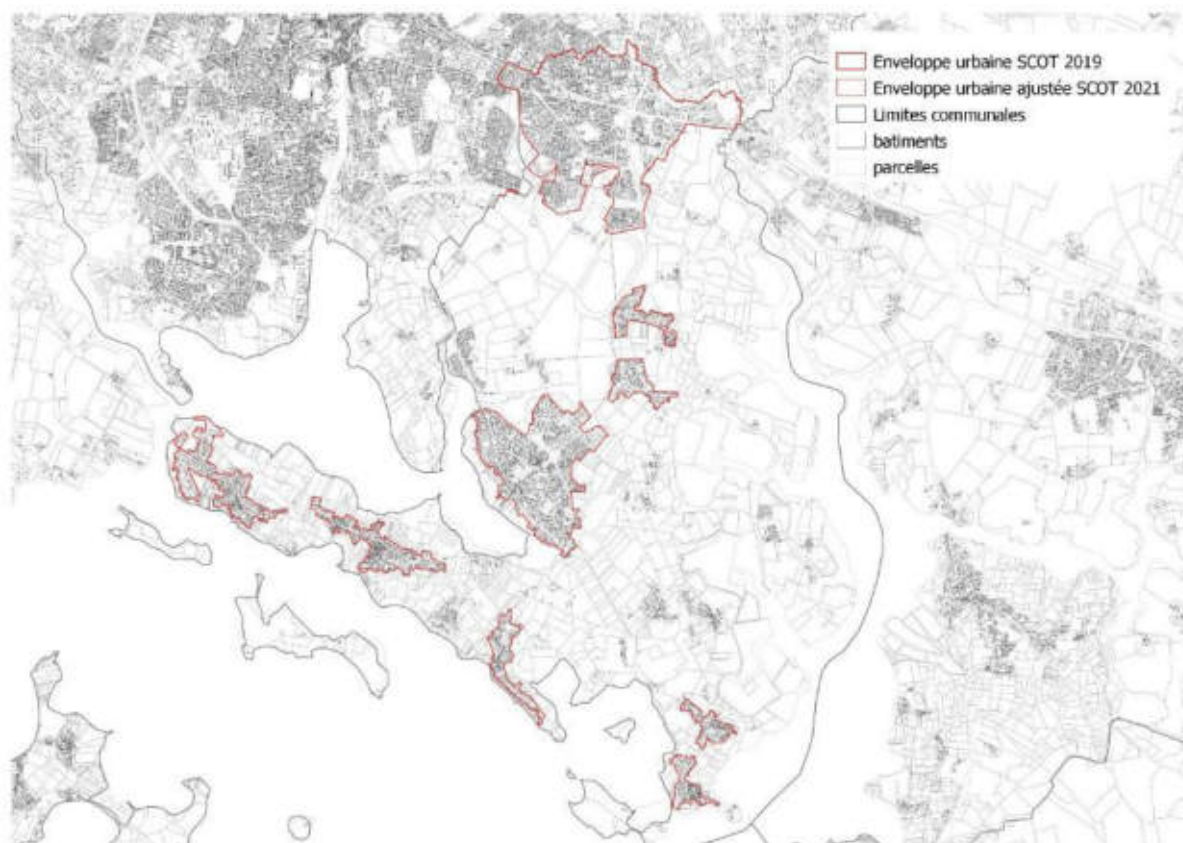 Enveloppe urbaine SCOT 2019
Enveloppe urbaine ajustée SCOT 2021
Limites communales
batiments
parcelles